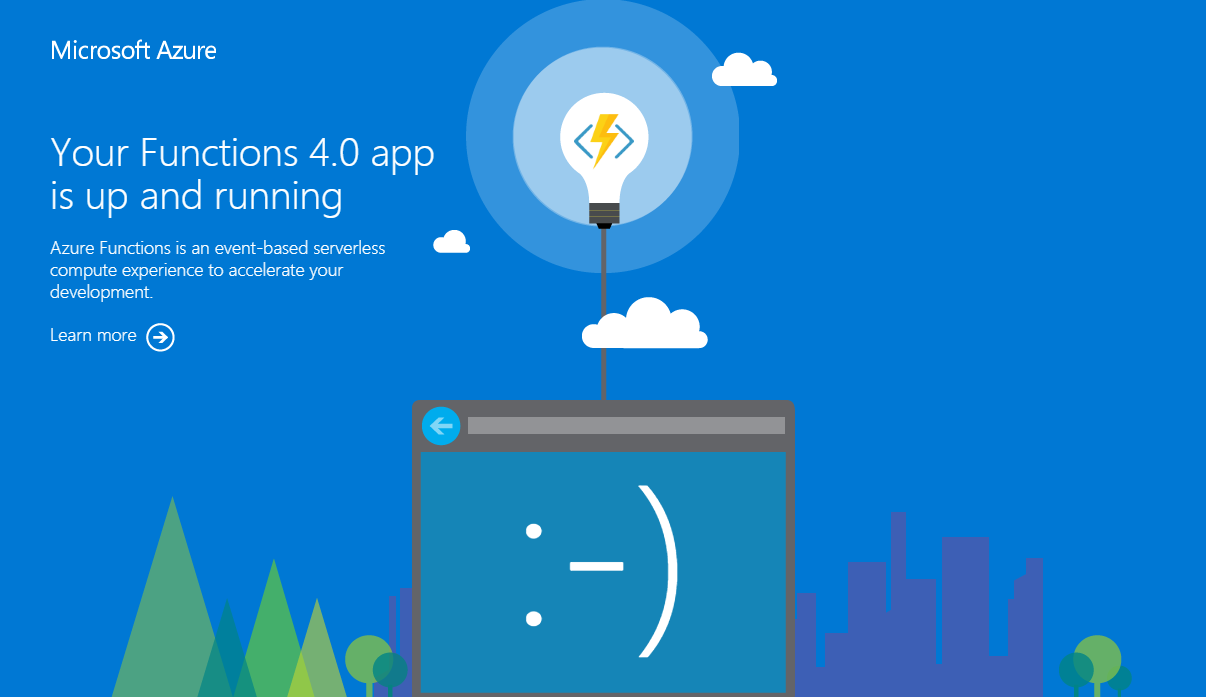 Microsoft Azure
Your Functions 4.0 app
is up and running
Azure Functions is an event-based serverless
compute experience to accelerate your
development.
Learn more
:-)